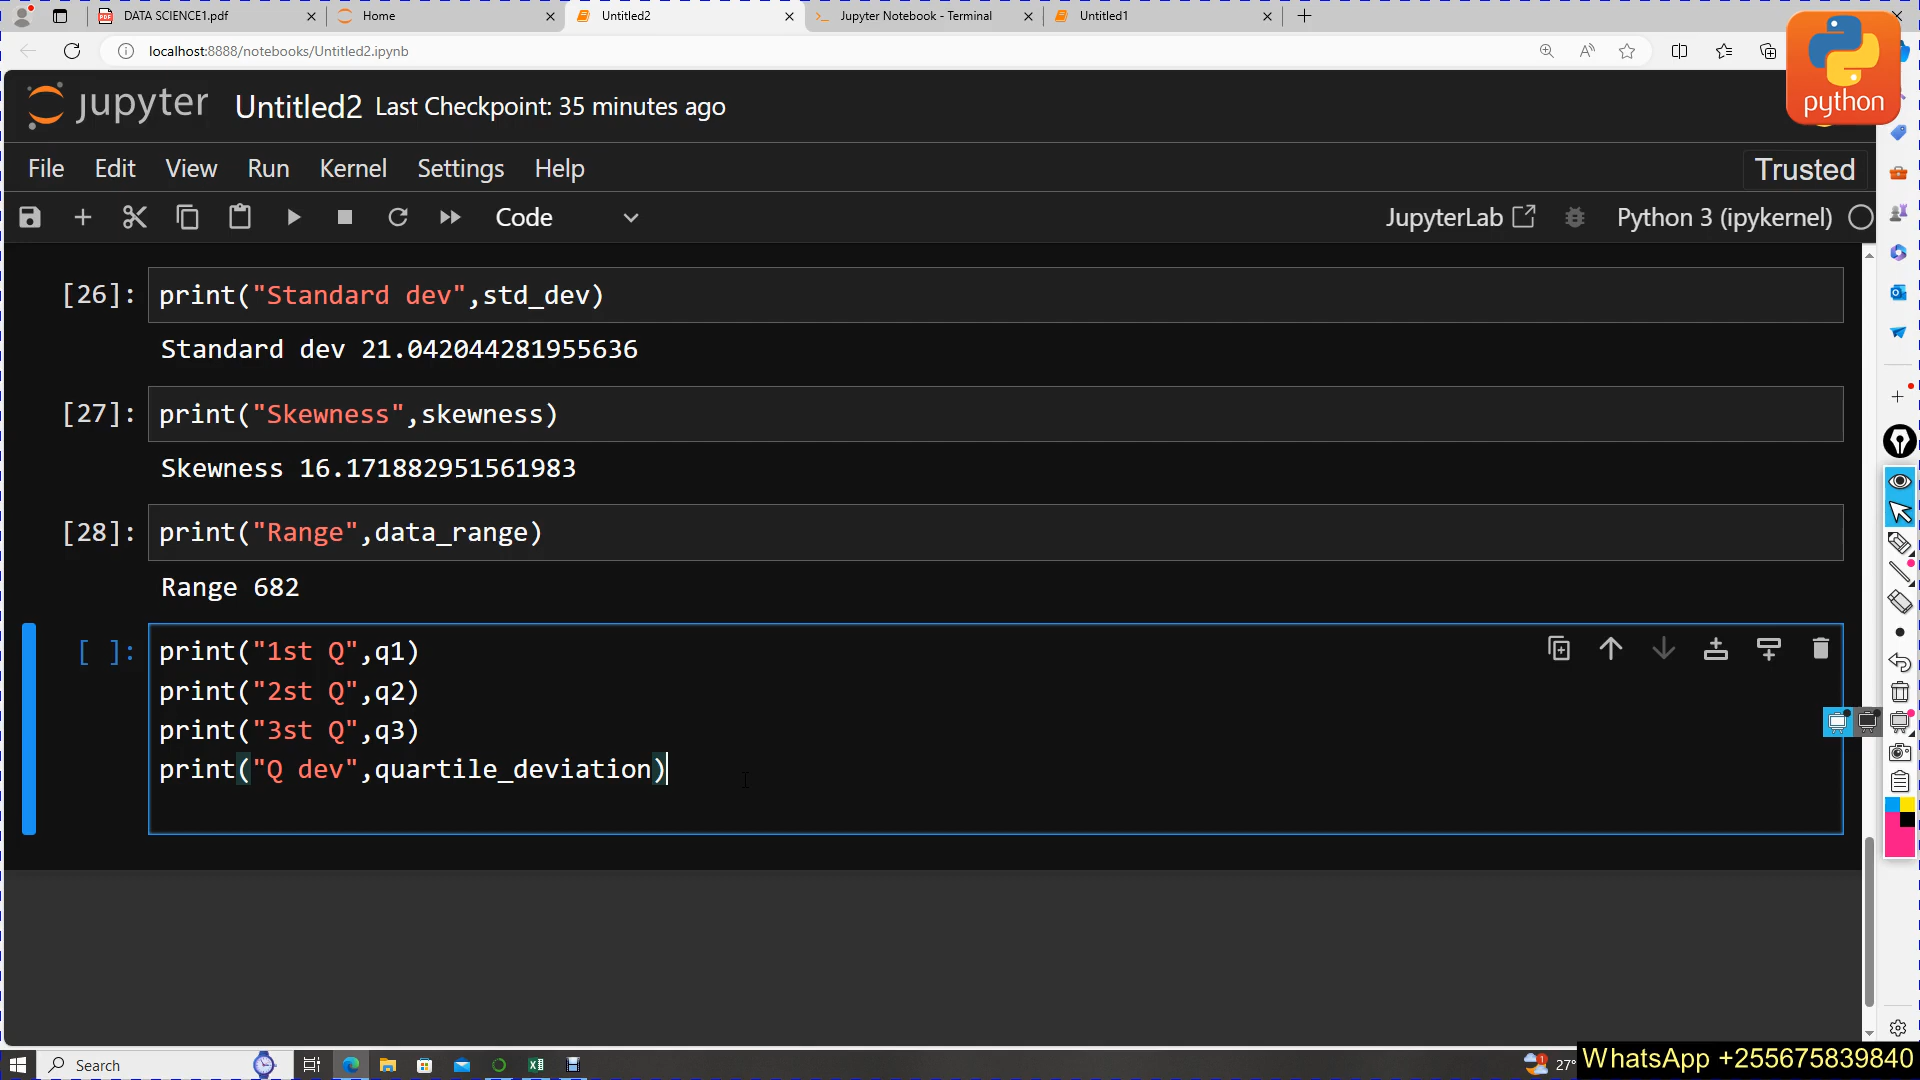 DATA SCIENCE1.pdf
Home
Untitled2
Jupyter Notebook - Terminal
Untitled1
localhost:8888/notebooks/Untitled2.ipynb
python
jupyter Untitled2 Last Checkpoint: 35 minutes ago
File Edit View Run Kernel Settings Help
Trusted
Code
JupyterLab
Python 3 (ipykernel)
[26]: print("Standard dev",std_dev)
Standard dev 21.042044281955636
[27]: print("Skewness",skewness)
Skewness 16.171882951561983
[28]: print("Range",data_range)
Range 682
[ ]: print("1st Q",q1)
print("2st Q",q2)
print("3st Q",q3)
print("Q dev",quartile_deviation)
Search
27°
WhatsApp +255675839840